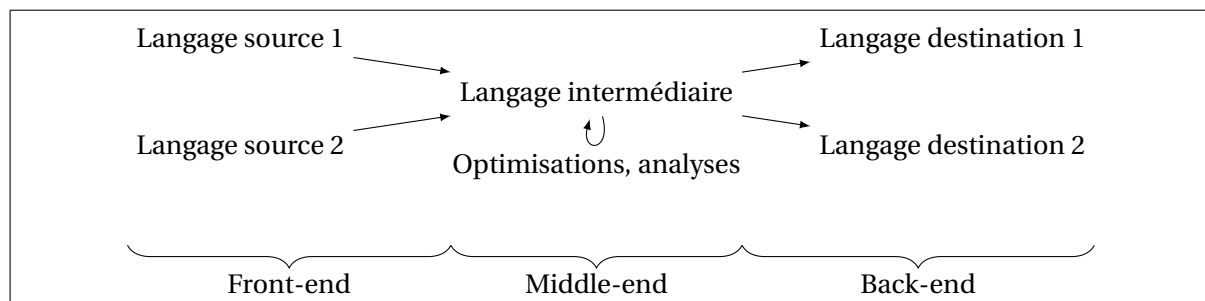 Langage source 1
Langage destination 1
Langage intermédiaire
Langage source 2
Langage destination 2
Optimisations, analyses
Front-end
Middle-end
Back-end